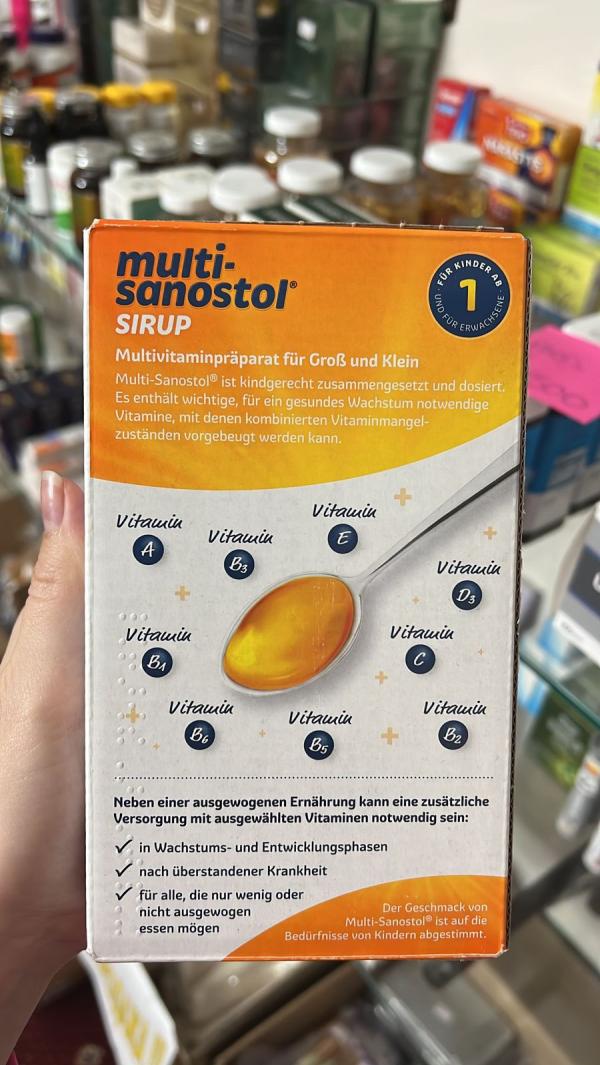 multi-
sanostol®
SIRUP
FÜR KINDER AB
1
UND FÜR ERWACHSENE
Multivitaminpräparat für Groß und Klein
Multi-Sanostol® ist kindgerecht zusammengesetzt und dosiert.
Es enthält wichtige, für ein gesundes Wachstum notwendige
Vitamine, mit denen kombinierten Vitaminmangel-
zuständen vorgebeugt werden kann.
Vitamin
A
Vitamin
B3
Vitamin
E
Vitamin
D3
Vitamin
B1
Vitamin
C
Vitamin
B6
Vitamin
B5
Vitamin
B2
Neben einer ausgewogenen Ernährung kann eine zusätzliche
Versorgung mit ausgewählten Vitaminen notwendig sein:
✓ in Wachstums- und Entwicklungsphasen
✓ nach überstandener Krankheit
✓ für alle, die nur wenig oder
nicht ausgewogen
essen mögen
Der Geschmack von
Multi-Sanostol® ist auf die
Bedürfnisse von Kindern abgestimmt.